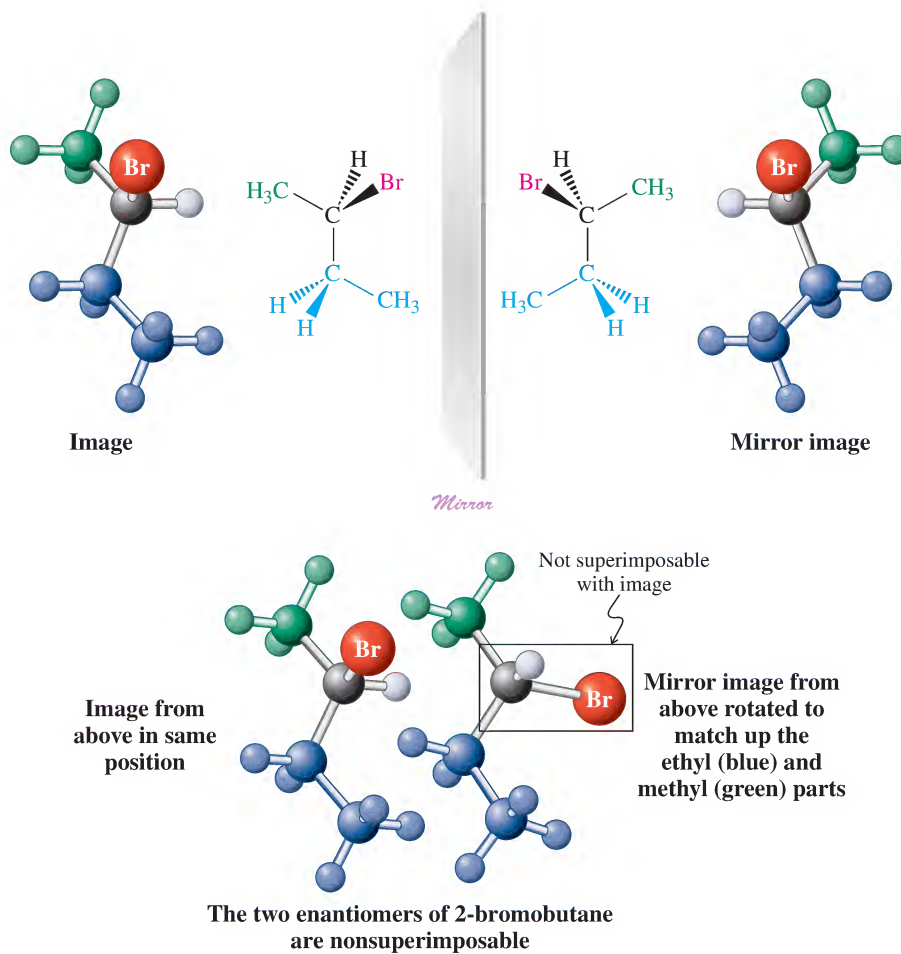 Br
H
H₃C
Br
C
C
H
CH₃
H
Image
H
Br
CH₃
C
C
H₃C
H
H
Br
Mirror image
Mirror
Not superimposable
with image
Br
Br
Image from
above in same
position
Mirror image from
above rotated to
match up the
ethyl (blue) and
methyl (green) parts
The two enantiomers of 2-bromobutane
are nonsuperimposable